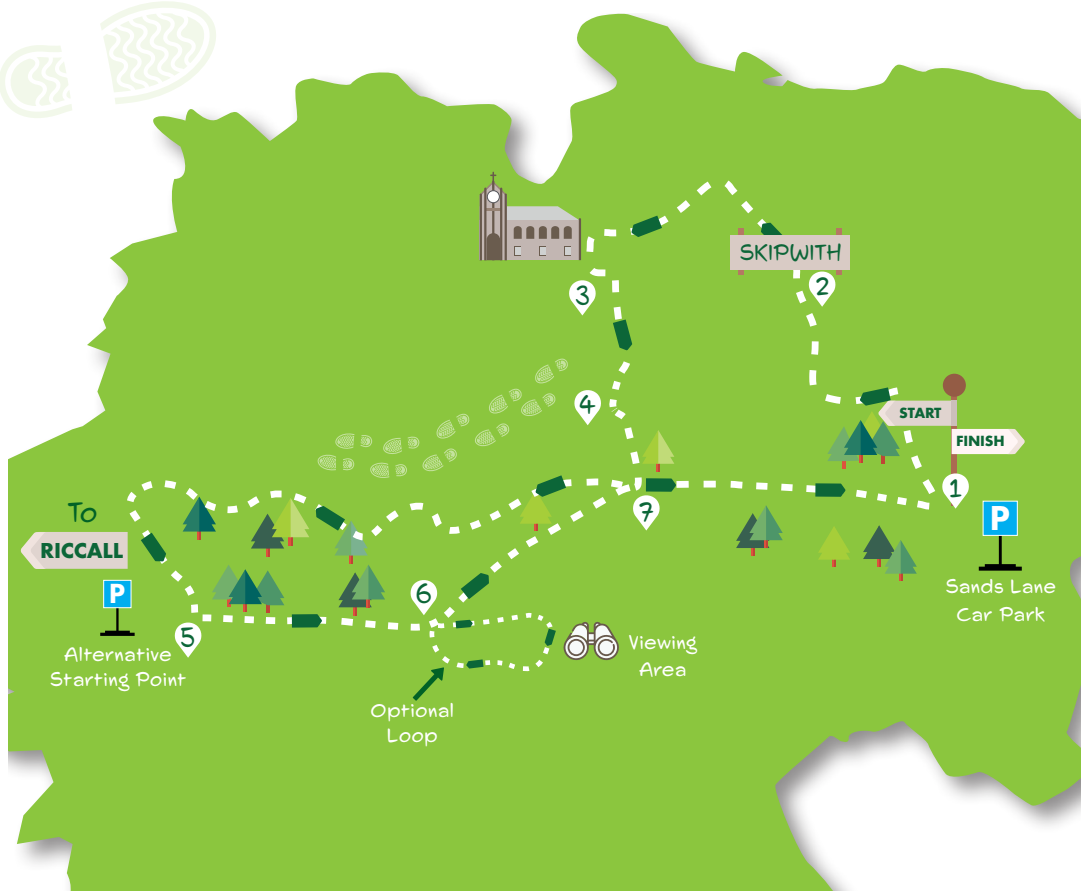 SKIPWITH
2
3
4
START
FINISH
1
P
Sands Lane
Car Park
7
TO
RICCALL
P
Alternative
Starting Point
5
6
Viewing
Area
Optional
Loop